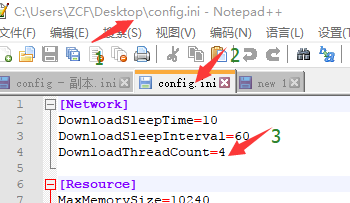 C:\Users\ZCF\Desktop\config.ini - Notepad++
文件(F) 编辑(E) 搜索(S) 视图(V) 编码(N) 语言(L) 设置(T)
1 2
config - 副本.ini config.ini new 1
1 [Network]
2 DownloadSleepTime=10
3 DownloadSleepInterval=60
3
4 DownloadThreadCount=4
5
6 [Resource]
7 MaxMemorySize=10240